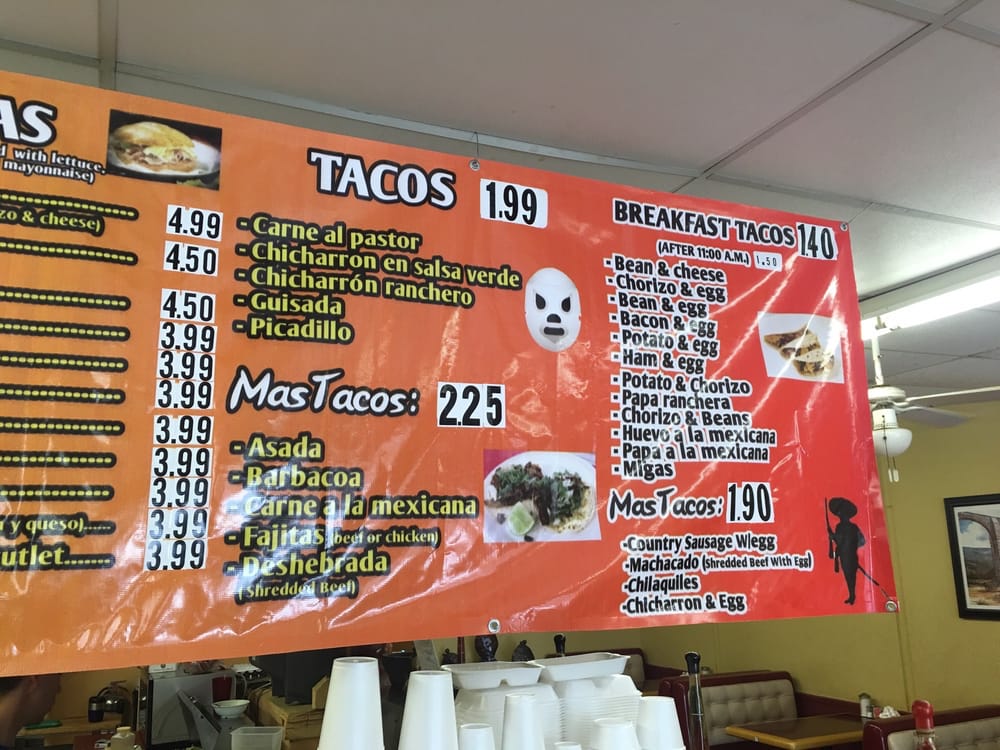 AS
d with lettuce,
mayonnaise)
zo & cheese)
4.99
4.50
4.50
3.99
3.99
3.99
3.99
3.99
3.99
3.99
r y queso)......
3.99
utlet.......
TACOS 1.99
-Carne al pastor
-Chicharron en salsa verde
-Chicharrón ranchero
-Guisada
-Picadillo
Mas Tacos: 2.25
- Asada
- Barbacoa
- Carne a la mexicana
- Fajitas (beef or chicken)
- Deshebrada
(Shredded Beef)
BREAKFAST TACOS 1.40
(AFTER 11:00 A.M.) 1.50
-Bean & cheese
-Chorizo & egg
-Bean & egg
-Bacon & egg
-Potato & egg
-Ham & egg
-Potato & Chorizo
-Papa ranchera
-Chorizo & Beans
-Huevo a la mexicana
-Papa a la mexicana
-Migas
Mas Tacos: 1.90
-Country Sausage W/egg
-Machacado (Shredded Beef With Egg)
-Chilaquiles
-Chicharron & Egg